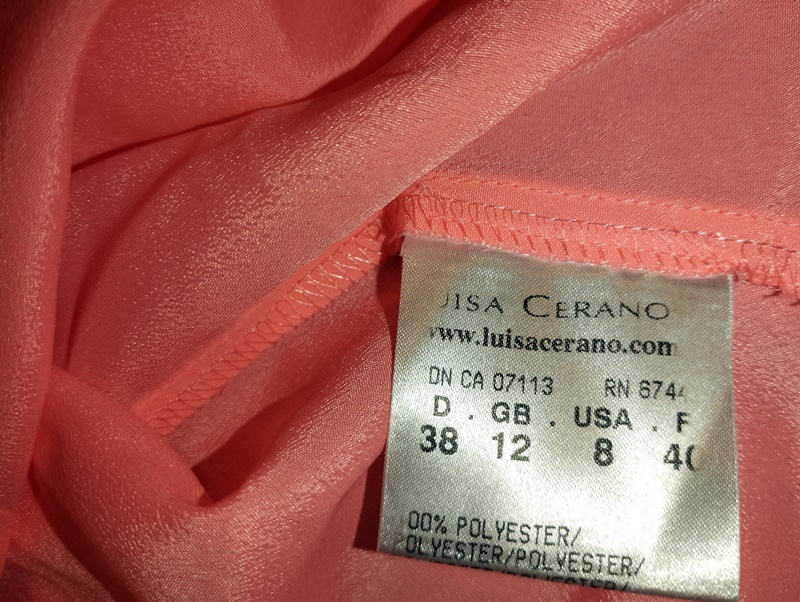 UISA CERANO
www.luisacerano.com
DN CA 07113 RN 674
D . GB . USA . F
38 12 8 40
00% POLYESTER/
OLYESTER/POLYESTER/